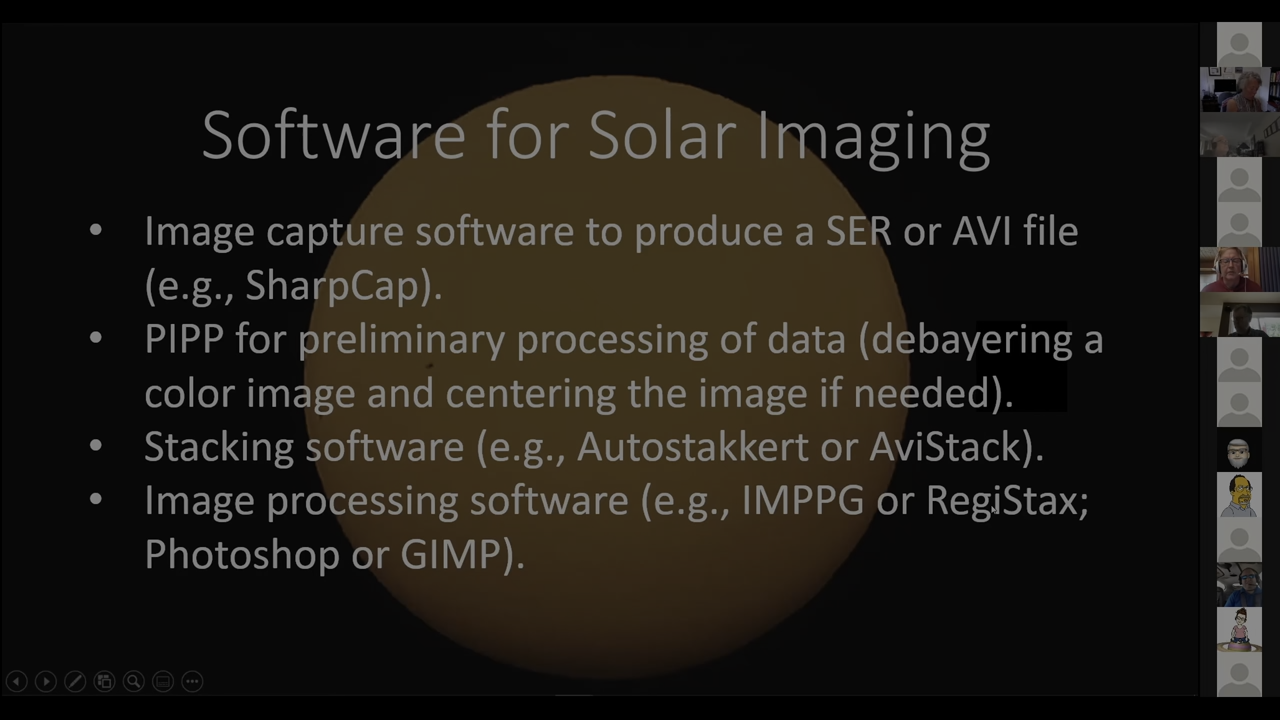 Software for Solar Imaging
• Image capture software to produce a SER or AVI file
(e.g., SharpCap).
• PIPP for preliminary processing of data (debayering a
color image and centering the image if needed).
• Stacking software (e.g., Autostakkert or AviStack).
• Image processing software (e.g., IMPPG or RegiStax;
Photoshop or GIMP).